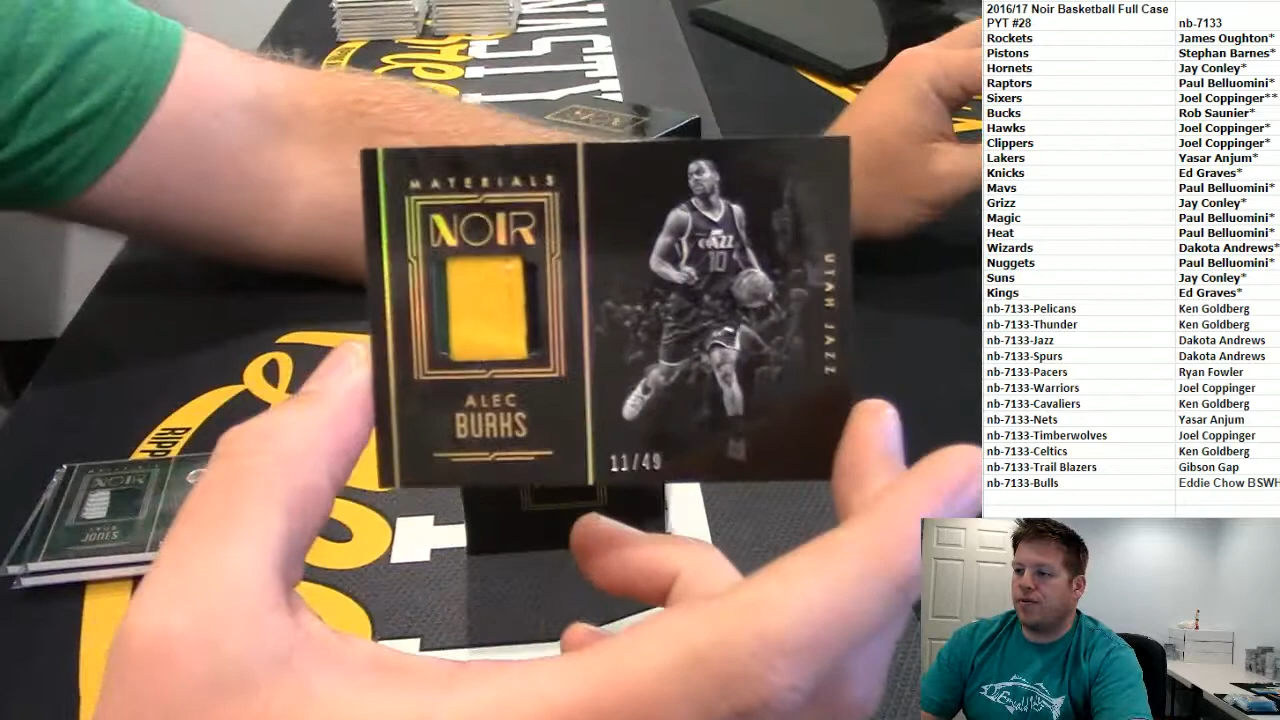 2016/17 Noir Basketball Full Case
PYT #28 nb-7133
Rockets James Oughton*
Pistons Stephan Barnes*
Hornets Jay Conley*
Raptors Paul Belluomini*
Sixers Joel Coppinger**
Bucks Rob Saunier*
Hawks Joel Coppinger*
Clippers Joel Coppinger*
Lakers Yasar Anjum*
Knicks Ed Graves*
Mavs Paul Belluomini*
Grizz Jay Conley*
Magic Paul Belluomini*
Heat Paul Belluomini*
Wizards Dakota Andrews*
Nuggets Paul Belluomini*
Suns Jay Conley*
Kings Ed Graves*
nb-7133-Pelicans Ken Goldberg
nb-7133-Thunder Ken Goldberg
nb-7133-Jazz Dakota Andrews
nb-7133-Spurs Dakota Andrews
nb-7133-Pacers Ryan Fowler
nb-7133-Warriors Joel Coppinger
nb-7133-Cavaliers Ken Goldberg
nb-7133-Nets Yasar Anjum
nb-7133-Timberwolves Joel Coppinger
nb-7133-Celtics Ken Goldberg
nb-7133-Trail Blazers Gibson Gap
nb-7133-Bulls Eddie Chow BSWH
MATERIALS
NOIR
ALEC
BURKS
11/49
JAZZ
10
UTAH JAZZ
NOIR
JONES
RIPP